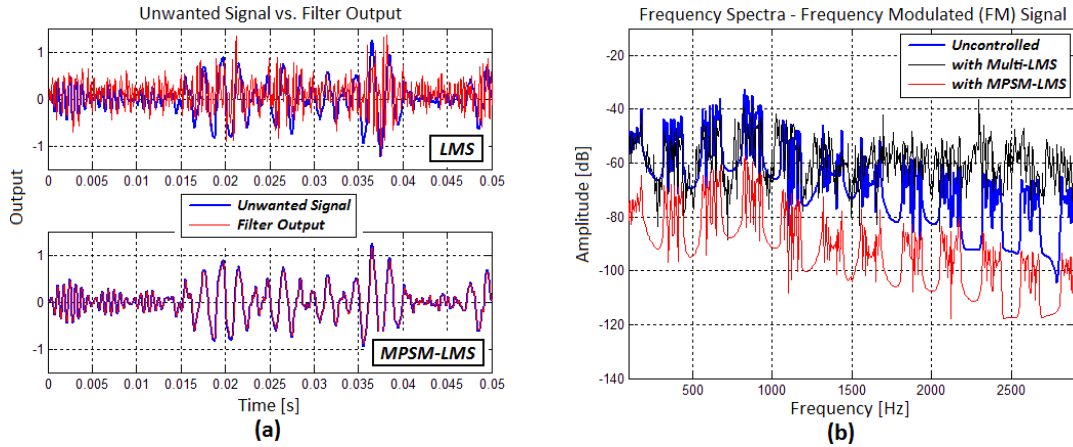 Unwanted Signal vs. Filter Output
1
0
-1
LMS
0 0.005 0.01 0.015 0.02 0.025 0.03 0.035 0.04 0.045 0.05
Output
Unwanted Signal
Filter Output
1
0
-1
MPSM-LMS
0 0.005 0.01 0.015 0.02 0.025 0.03 0.035 0.04 0.045 0.05
Time [s]
(a)
Frequency Spectra - Frequency Modulated (FM) Signal
Uncontrolled
with Multi-LMS
with MPSM-LMS
Amplitude [dB]
-20
-40
-60
-80
-100
-120
-140
500 1000 1500 2000 2500
Frequency [Hz]
(b)